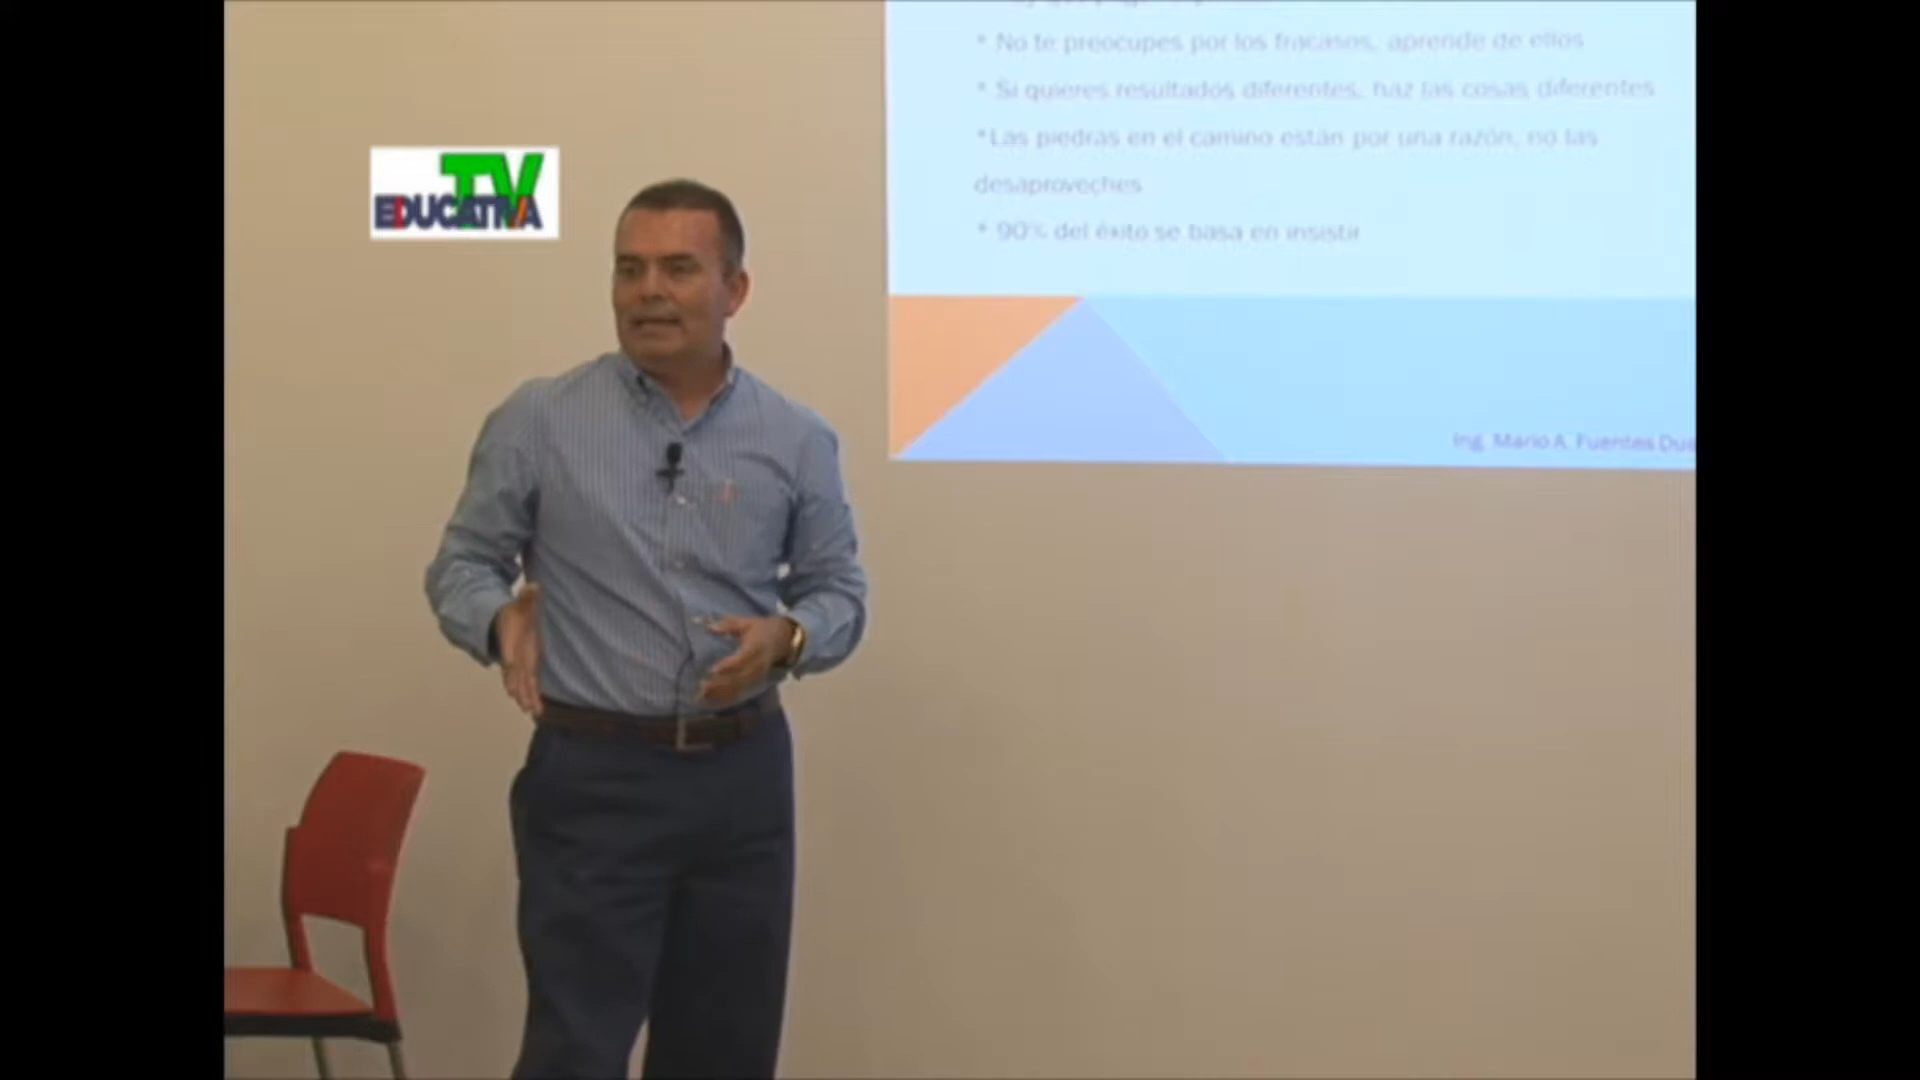 TV
EDUCATIVA
* No te preocupes por los fracasos, aprende de ellos
* Si quieres resultados diferentes, haz las cosas diferentes
*Las piedras en el camino están por una razón, no las
desaproveches
* 90% del éxito se basa en insistir
Ing. Mario A. Fuentes Dua